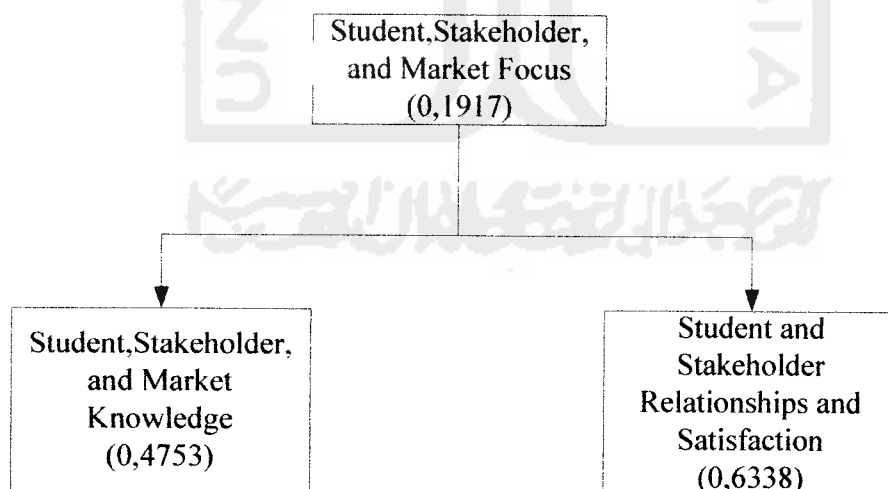 Student,Stakeholder,
and Market Focus
(0,1917)
Student,Stakeholder,
and Market
Knowledge
(0,4753)
Student and
Stakeholder
Relationships and
Satisfaction
(0,6338)